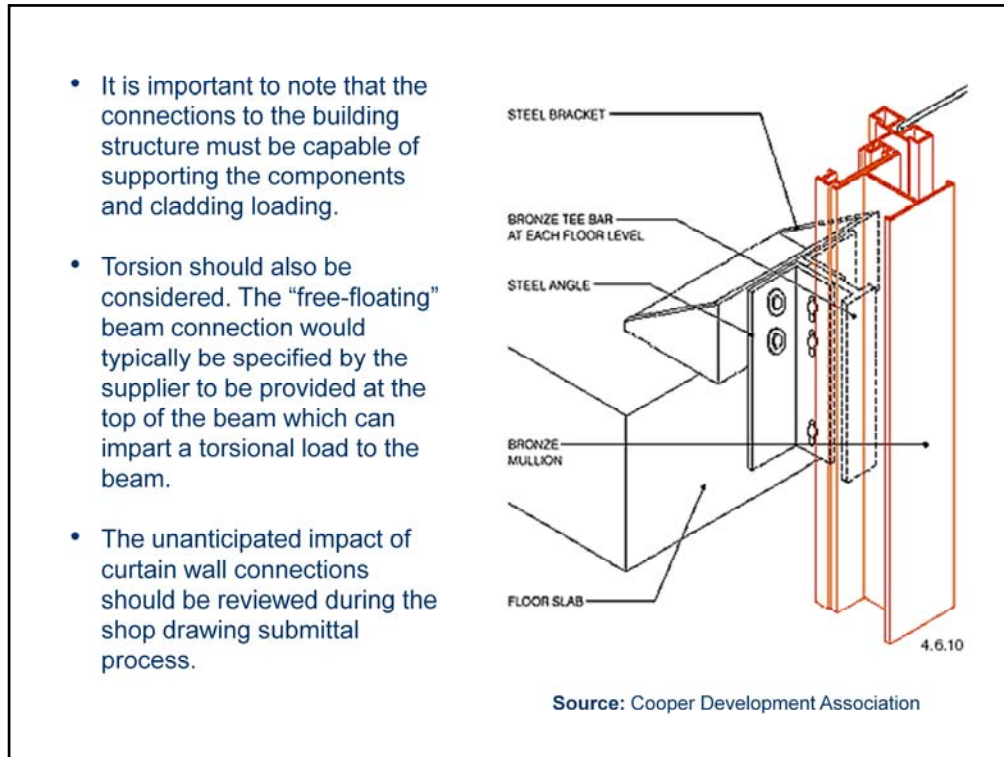 • It is important to note that the
connections to the building
structure must be capable of
supporting the components
and cladding loading.
• Torsion should also be
considered. The “free-floating”
beam connection would
typically be specified by the
supplier to be provided at the
top of the beam which can
impart a torsional load to the
beam.
• The unanticipated impact of
curtain wall connections
should be reviewed during the
shop drawing submittal
process.
STEEL BRACKET
BRONZE TEE BAR
AT EACH FLOOR LEVEL
STEEL ANGLE
BRONZE
MULLION
FLOOR SLAB
4.6.10
Source: Cooper Development Association